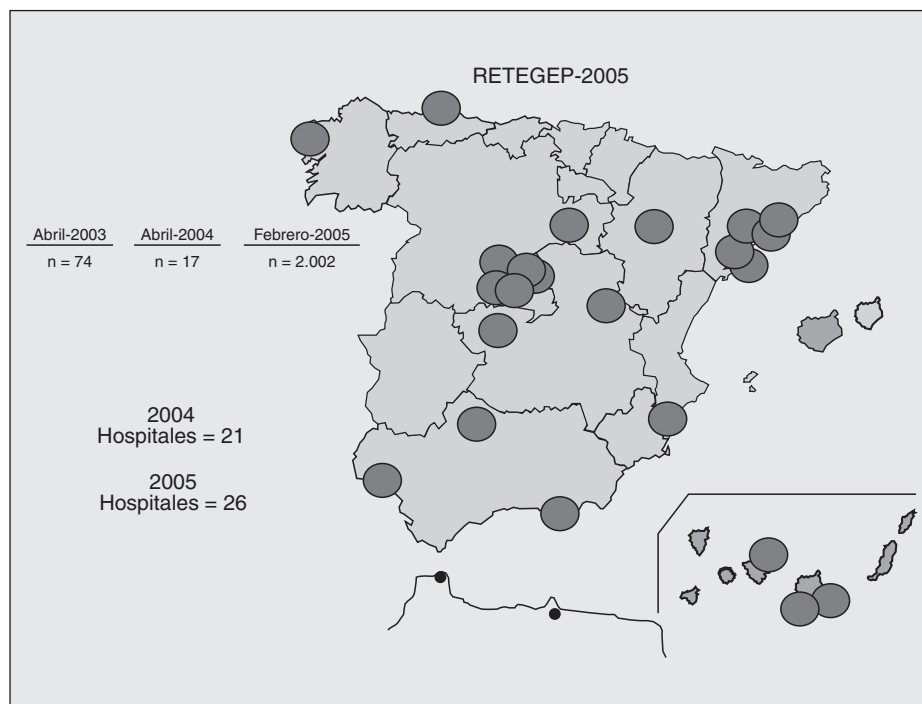 RETEGEP-2005
Abril-2003 Abril-2004 Febrero-2005
n = 74 n = 17 n = 2.002
2004
Hospitales = 21
2005
Hospitales = 26